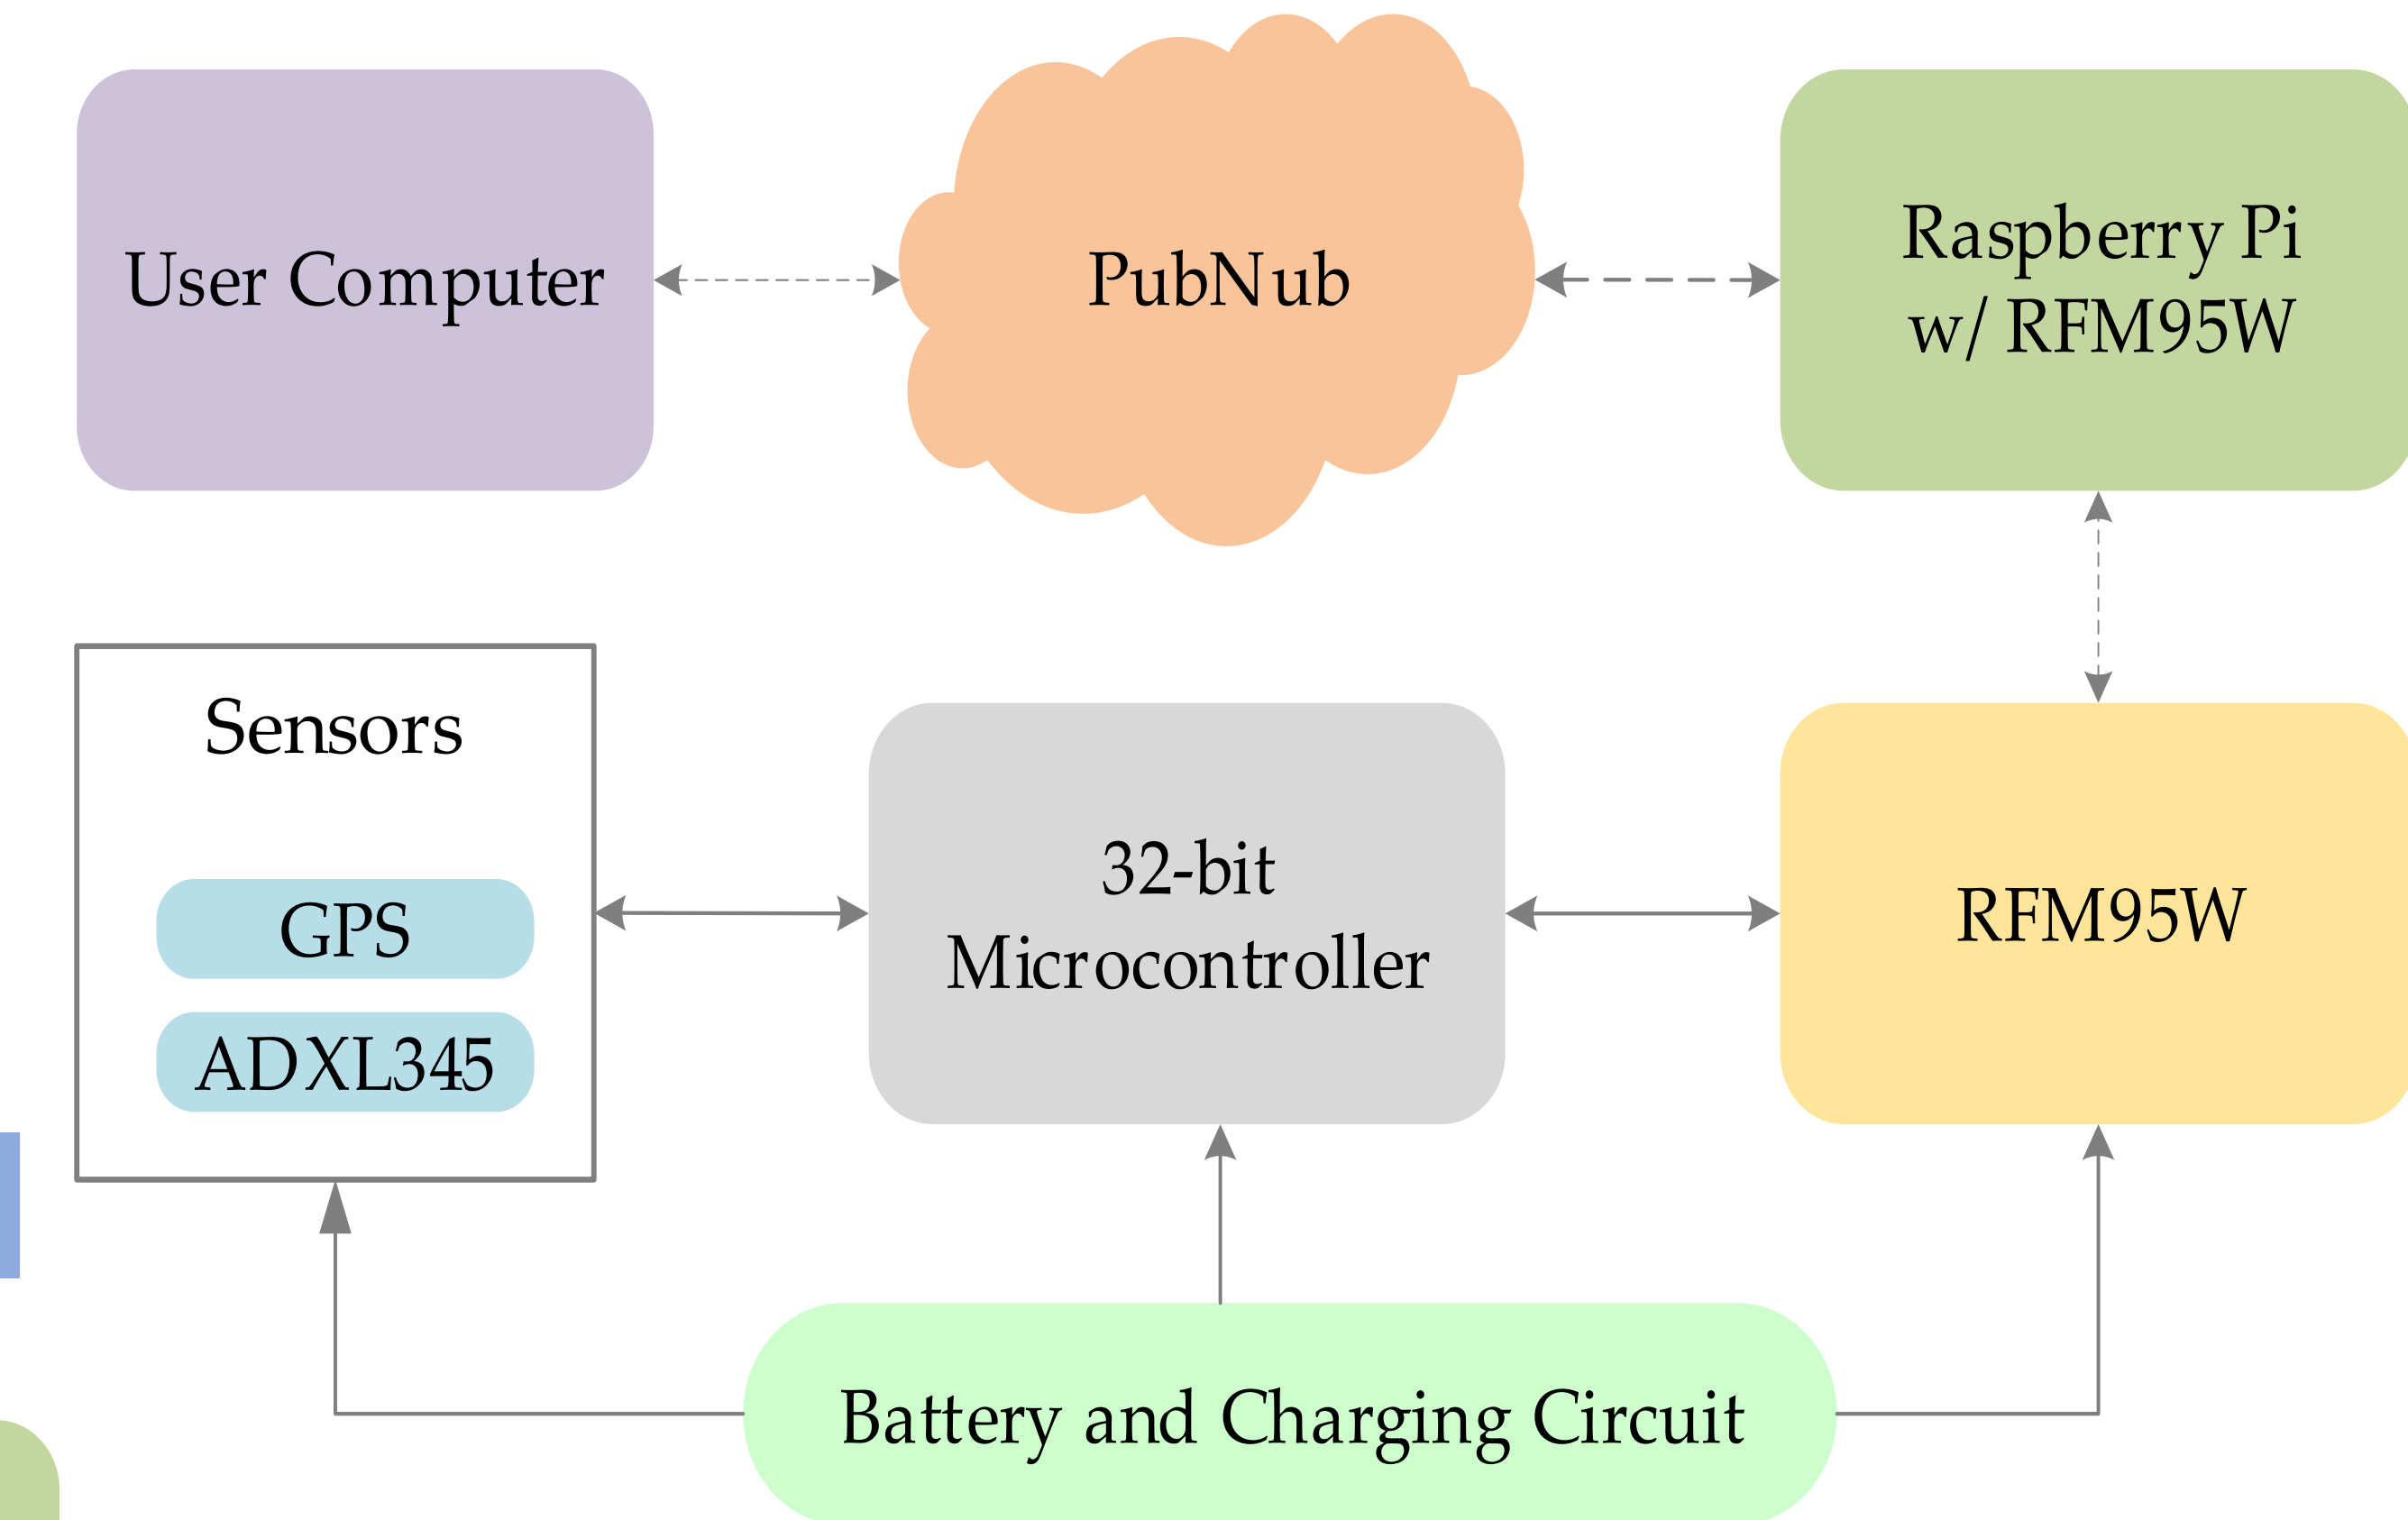 User Computer
PubNub
Raspberry Pi
w/ RFM95W
Sensors
GPS
ADXL345
32-bit
Microcontroller
RFM95W
Battery and Charging Circuit